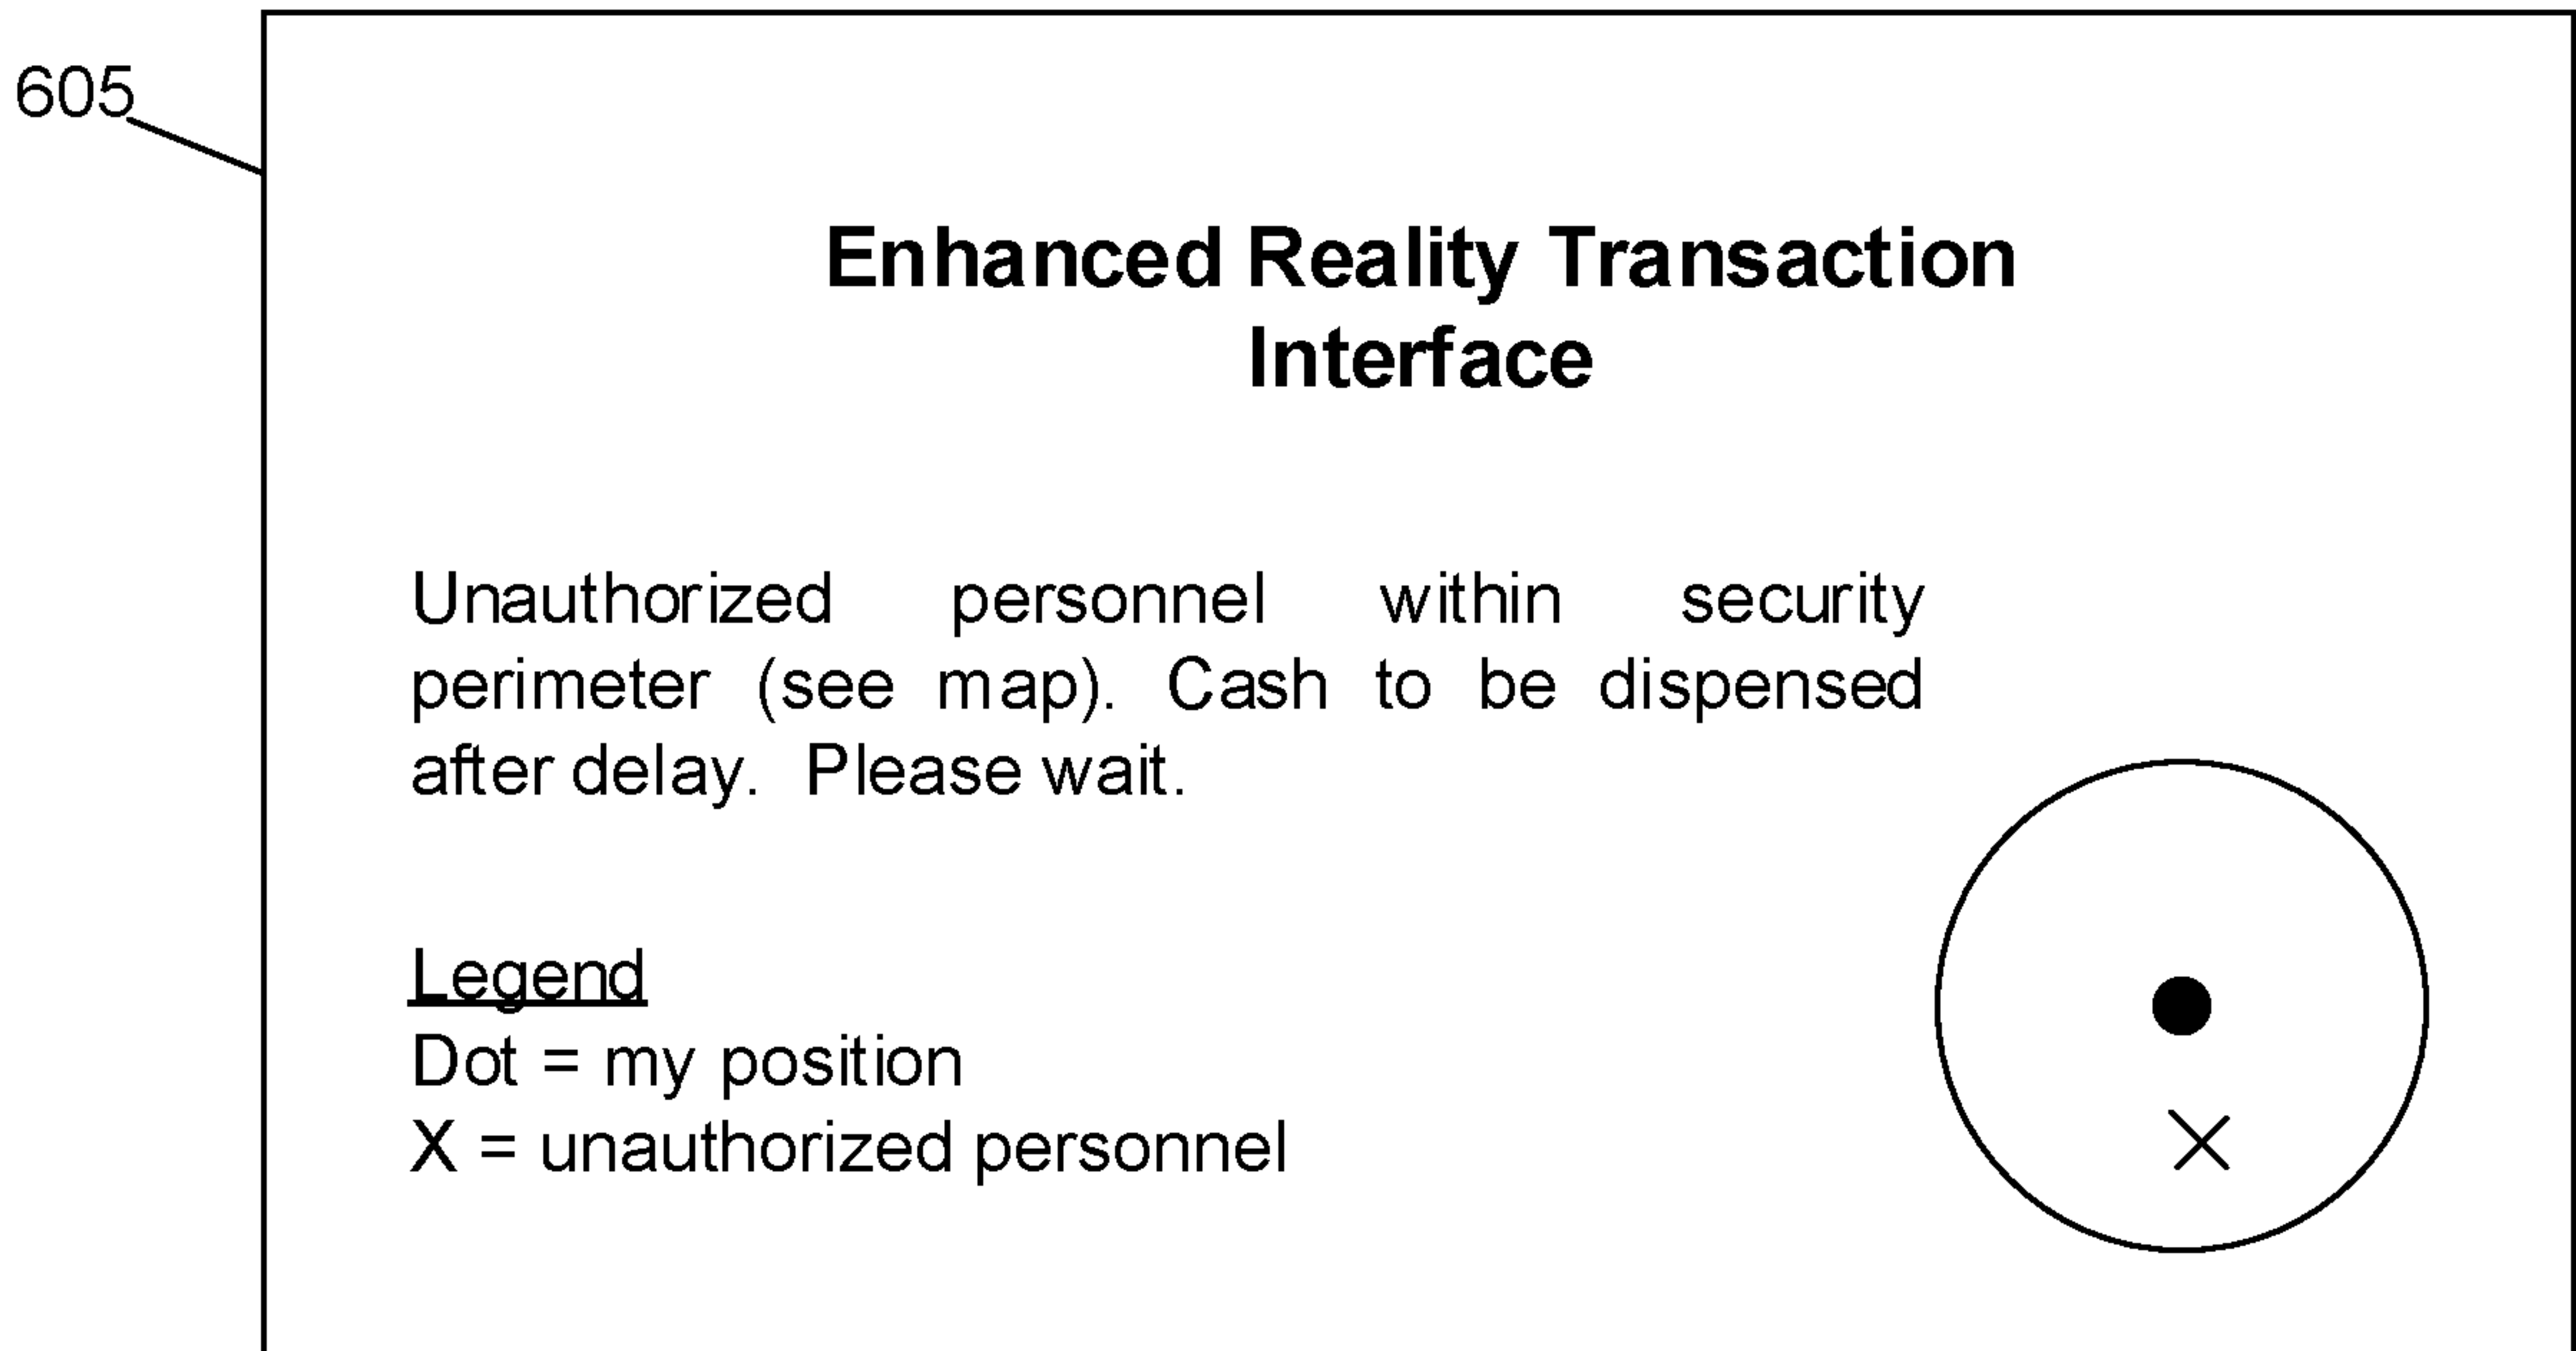 605
Enhanced Reality Transaction
Interface
Unauthorized personnel within security
perimeter (see map). Cash to be dispensed
after delay. Please wait.
Legend
Dot = my position
X = unauthorized personnel